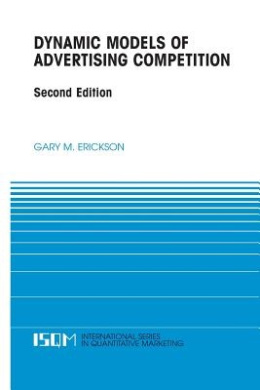 DYNAMIC MODELS OF
ADVERTISING COMPETITION
Second Edition
GARY M. ERICKSON
ISQM INTERNATIONAL SERIES
IN QUANTITATIVE MARKETING